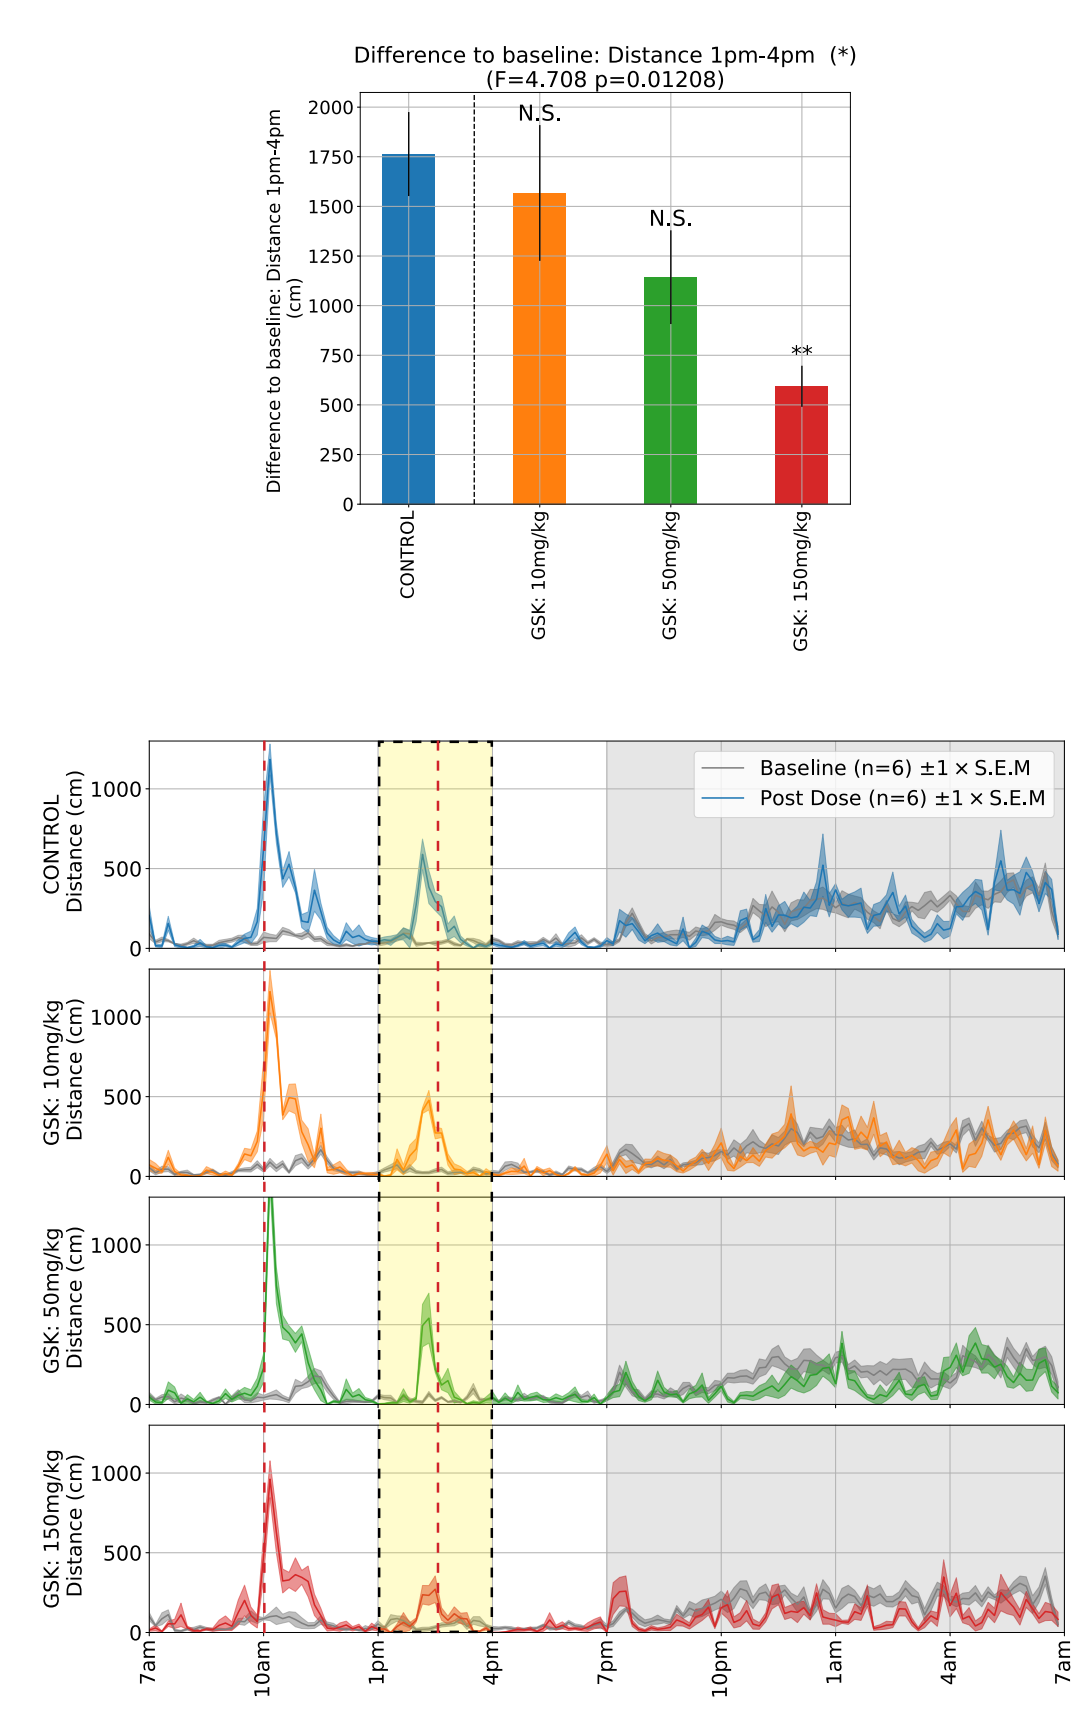 Difference to baseline: Distance 1pm-4pm  (*)
(F=4.708 p=0.01208)
Difference to baseline: Distance 1pm-4pm
(cm)
2000
1750
1500
1250
1000
750
500
250
0
N.S.
N.S.
**
CONTROL
GSK: 10mg/kg
GSK: 50mg/kg
GSK: 150mg/kg
CONTROL
Distance (cm)
1000
500
0
Baseline (n=6) ±1 × S.E.M
Post Dose (n=6) ±1 × S.E.M
GSK: 10mg/kg
Distance (cm)
1000
500
0
GSK: 50mg/kg
Distance (cm)
1000
500
0
GSK: 150mg/kg
Distance (cm)
1000
500
0
7am
10am
1pm
4pm
7pm
10pm
1am
4am
7am